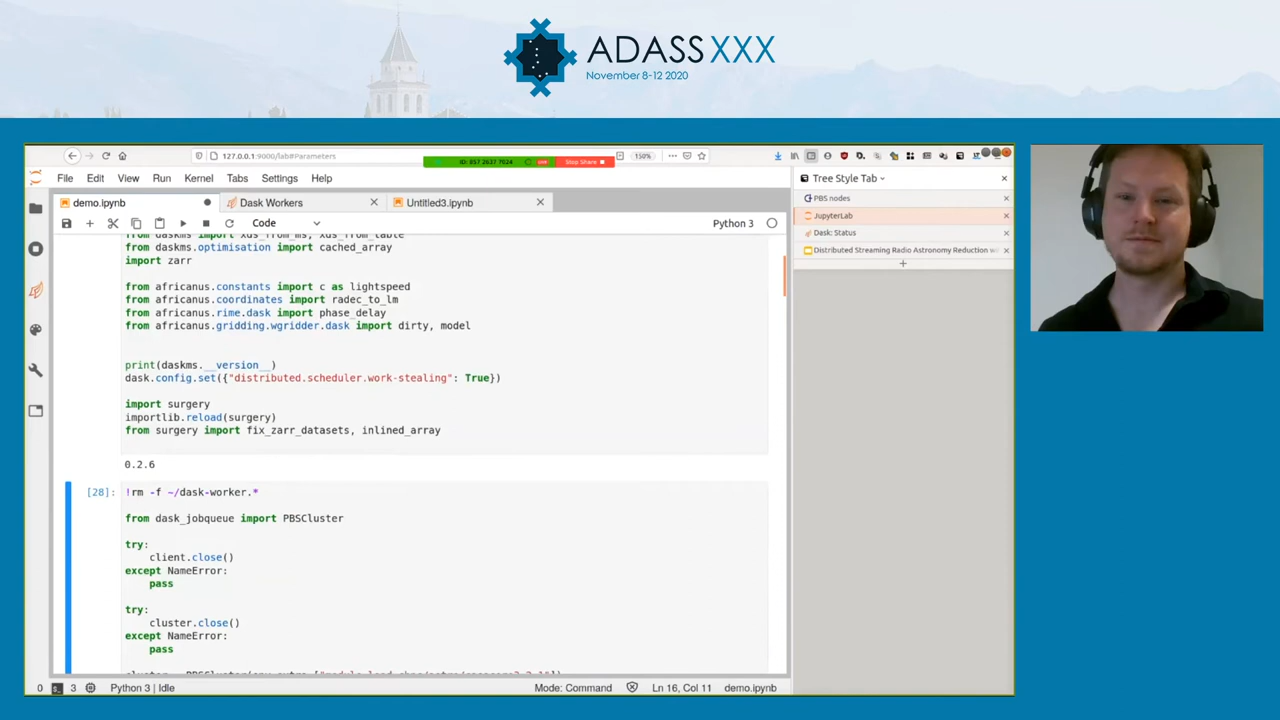 ADASS XXX
November 8-12 2020
127.0.0.1:9000/lab#Parameters
ID: 857 2637 7024
Stop Share
150%
Tree Style Tab
File Edit View Run Kernel Tabs Settings Help
PBS nodes
demo.ipynb
Dask Workers
Untitled3.ipynb
JupyterLab
Code
Python 3
Dask: Status
from daskms import xds_from_ms, xds_from_table
Distributed Streaming Radio Astronomy Reduction
from daskms.optimisation import cached_array
import zarr
from africanus.constants import c as lightspeed
from africanus.coordinates import radec_to_lm
from africanus.rime.dask import phase_delay
from africanus.gridding.wgridder.dask import dirty, model
print(daskms.__version__)
dask.config.set({"distributed.scheduler.work-stealing": True})
import surgery
importlib.reload(surgery)
from surgery import fix_zarr_datasets, inlined_array
0.2.6
[28]: !rm -f ~/dask-worker.*
from dask_jobqueue import PBSCluster
try:
client.close()
except NameError:
pass
try:
cluster.close()
except NameError:
pass
0 3 Python 3 | Idle
Mode: Command
Ln 16, Col 11
demo.ipynb